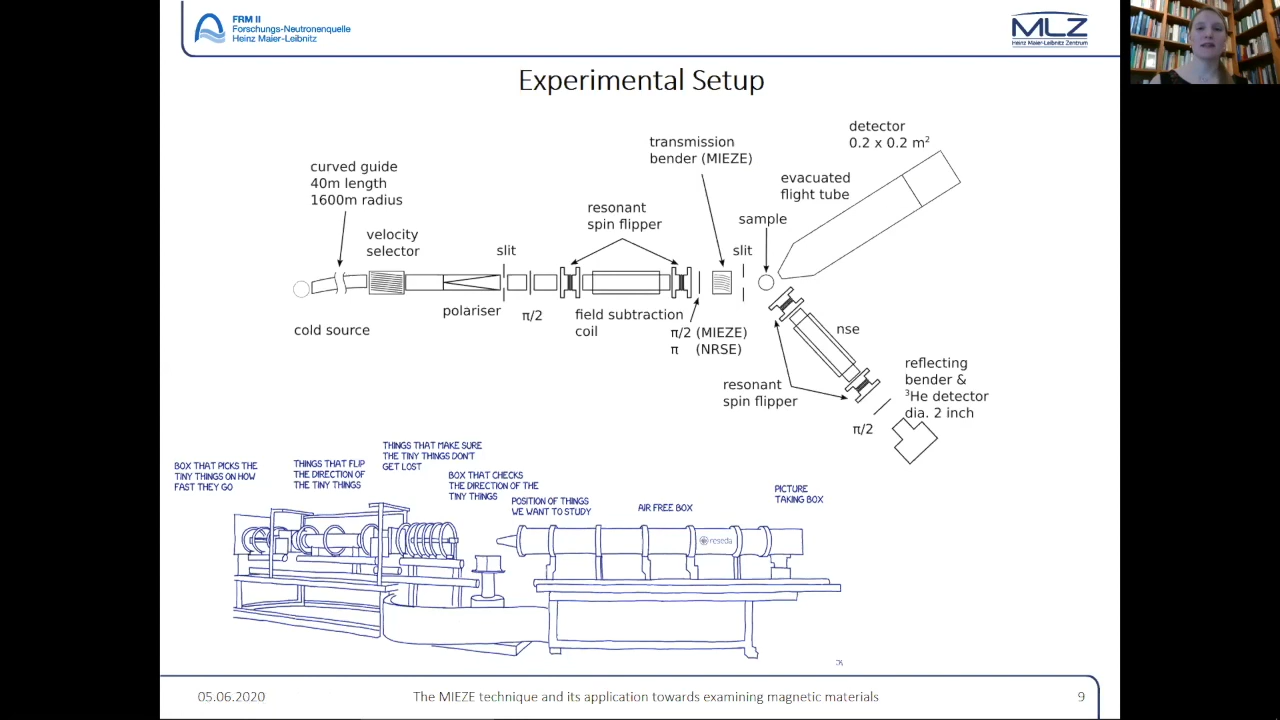 FRM II
Forschungs-Neutronenquelle
Heinz Maier-Leibnitz
MLZ
Heinz Maier-Leibnitz Zentrum
Experimental Setup
detector
0.2 x 0.2 m²
transmission
bender (MIEZE)
curved guide
40m length
1600m radius
evacuated
flight tube
resonant
spin flipper
sample
velocity
selector
slit
slit
polariser
π/2
field subtraction
coil
cold source
π/2 (MIEZE)
π (NRSE)
nse
resonant
spin flipper
reflecting
bender &
³He detector
dia. 2 inch
π/2
BOX THAT PICKS THE
TINY THINGS ON HOW
FAST THEY GO
THINGS THAT FLIP
THE DIRECTION OF
THE TINY THINGS
THINGS THAT MAKE SURE
THE TINY THINGS DON'T
GET LOST
BOX THAT CHECKS
THE DIRECTION OF THE
TINY THINGS
POSITION OF THINGS
WE WANT TO STUDY
AIR FREE BOX
PICTURE
TAKING BOX
reseda
05.06.2020
The MIEZE technique and its application towards examining magnetic materials
9